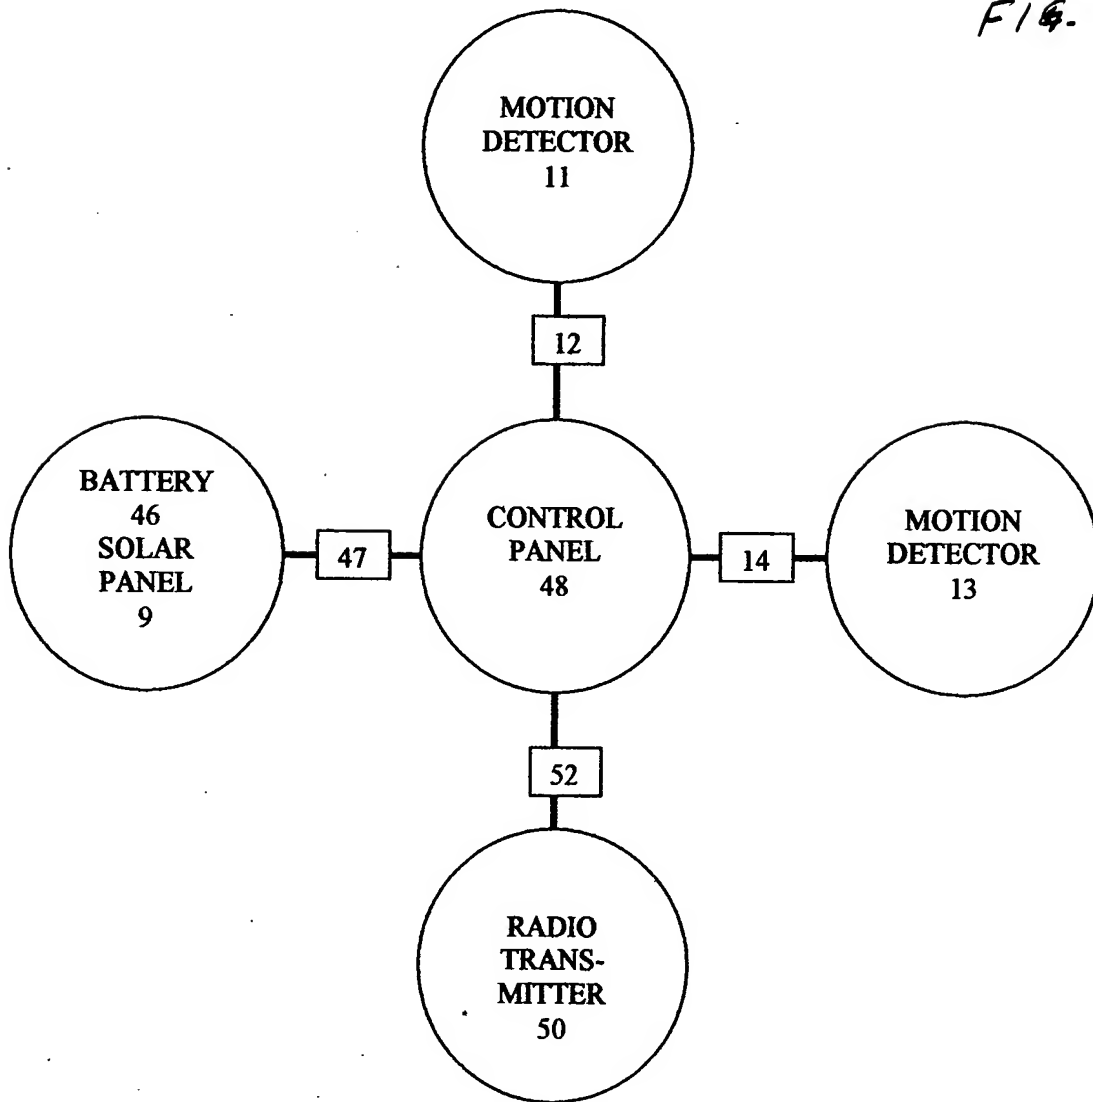 FIG.
MOTION
DETECTOR
11
12
BATTERY
46
SOLAR
PANEL
9
47
CONTROL
PANEL
48
14
MOTION
DETECTOR
13
52
RADIO
TRANS-
MITTER
50